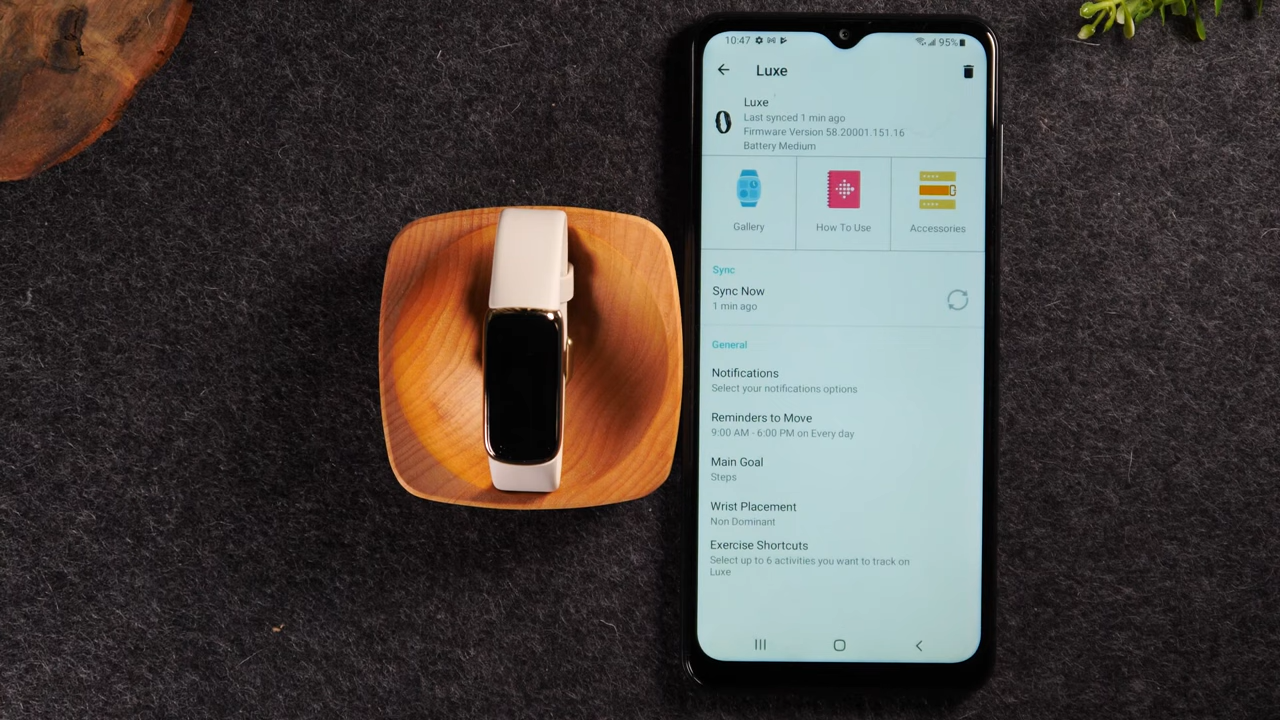 10:47
95%
Luxe
Luxe
Last synced 1 min ago
Firmware Version 58.20001.151.16
Battery Medium
Gallery
How To Use
Accessories
Sync
Sync Now
1 min ago
General
Notifications
Select your notifications options
Reminders to Move
9:00 AM - 6:00 PM on Every day
Main Goal
Steps
Wrist Placement
Non Dominant
Exercise Shortcuts
Select up to 6 activities you want to track on
Luxe